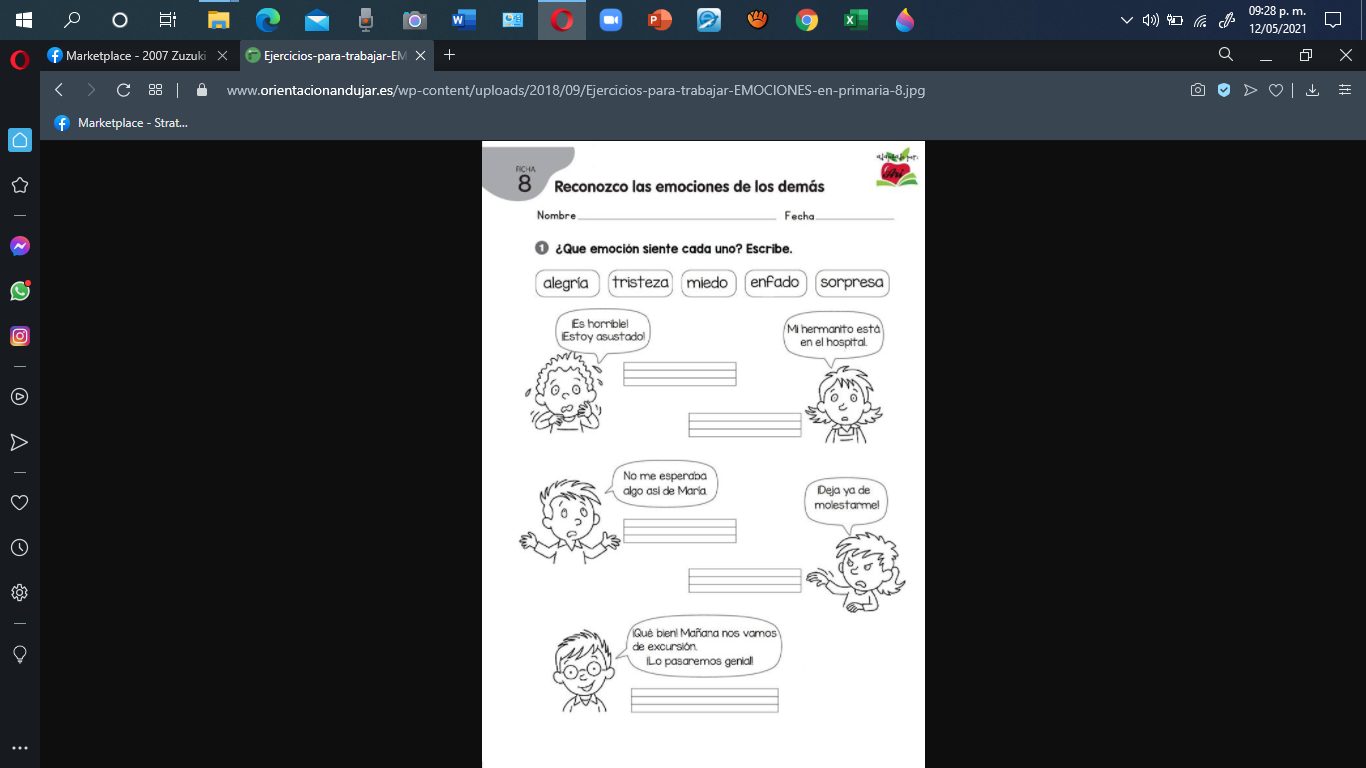 09:28 p. m.
12/05/2021
Marketplace - 2007 Zuzuki
Ejercicios-para-trabajar-EM
www.orientacionandujar.es/wp-content/uploads/2018/09/Ejercicios-para-trabajar-EMOCIONES-en-primaria-8.jpg
Marketplace - Strat...
FICHA
8
Reconozco las emociones de los demás
Nombre
Fecha
1 ¿Que emoción siente cada uno? Escribe.
alegría
tristeza
miedo
enfado
sorpresa
¡Es horrible!
¡Estoy asustado!
Mi hermanito está
en el hospital.
No me esperaba
algo así de María.
¡Deja ya de
molestarme!
¡Qué bien! Mañana nos vamos
de excursión.
¡Lo pasaremos genial!